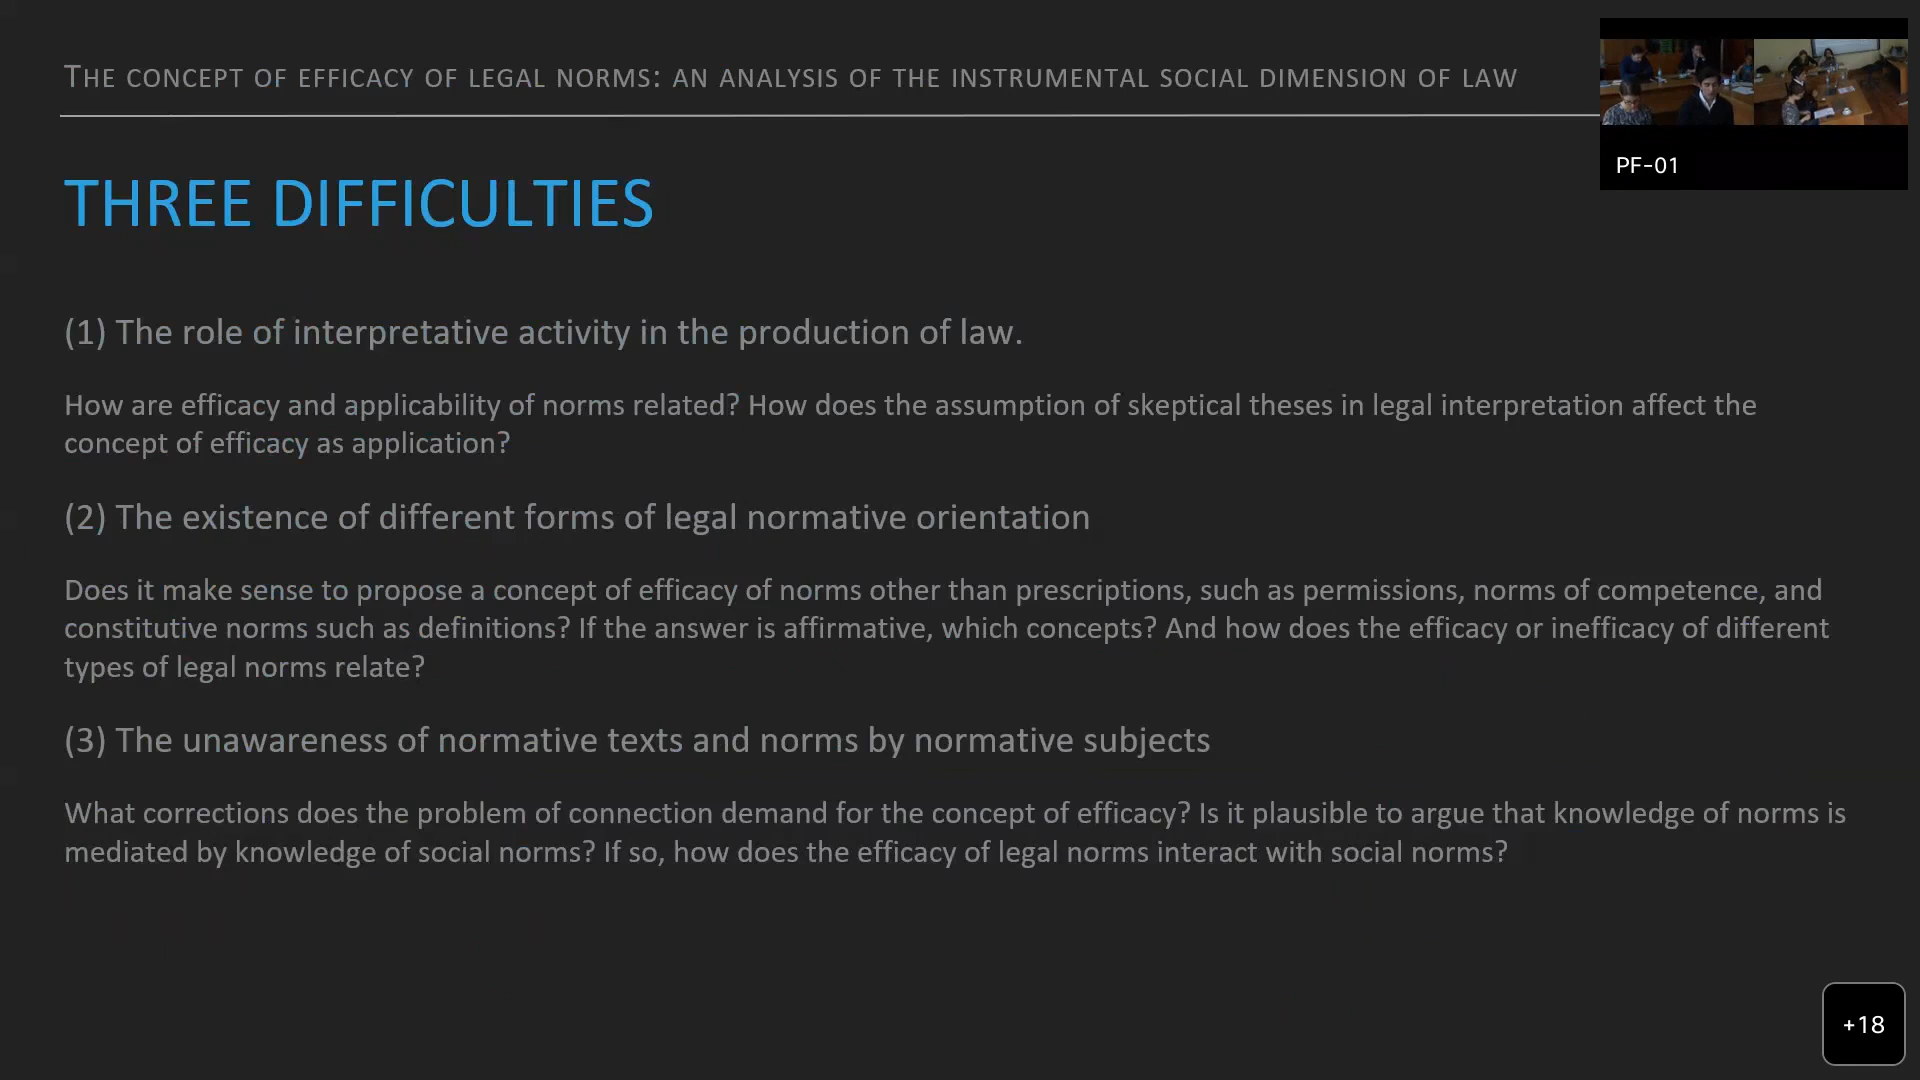 THE CONCEPT OF EFFICACY OF LEGAL NORMS: AN ANALYSIS OF THE INSTRUMENTAL SOCIAL DIMENSION OF LAW
PF-01
THREE DIFFICULTIES
(1) The role of interpretative activity in the production of law.
How are efficacy and applicability of norms related? How does the assumption of skeptical theses in legal interpretation affect the
concept of efficacy as application?
(2) The existence of different forms of legal normative orientation
Does it make sense to propose a concept of efficacy of norms other than prescriptions, such as permissions, norms of competence, and
constitutive norms such as definitions? If the answer is affirmative, which concepts? And how does the efficacy or inefficacy of different
types of legal norms relate?
(3) The unawareness of normative texts and norms by normative subjects
What corrections does the problem of connection demand for the concept of efficacy? Is it plausible to argue that knowledge of norms is
mediated by knowledge of social norms? If so, how does the efficacy of legal norms interact with social norms?
+18